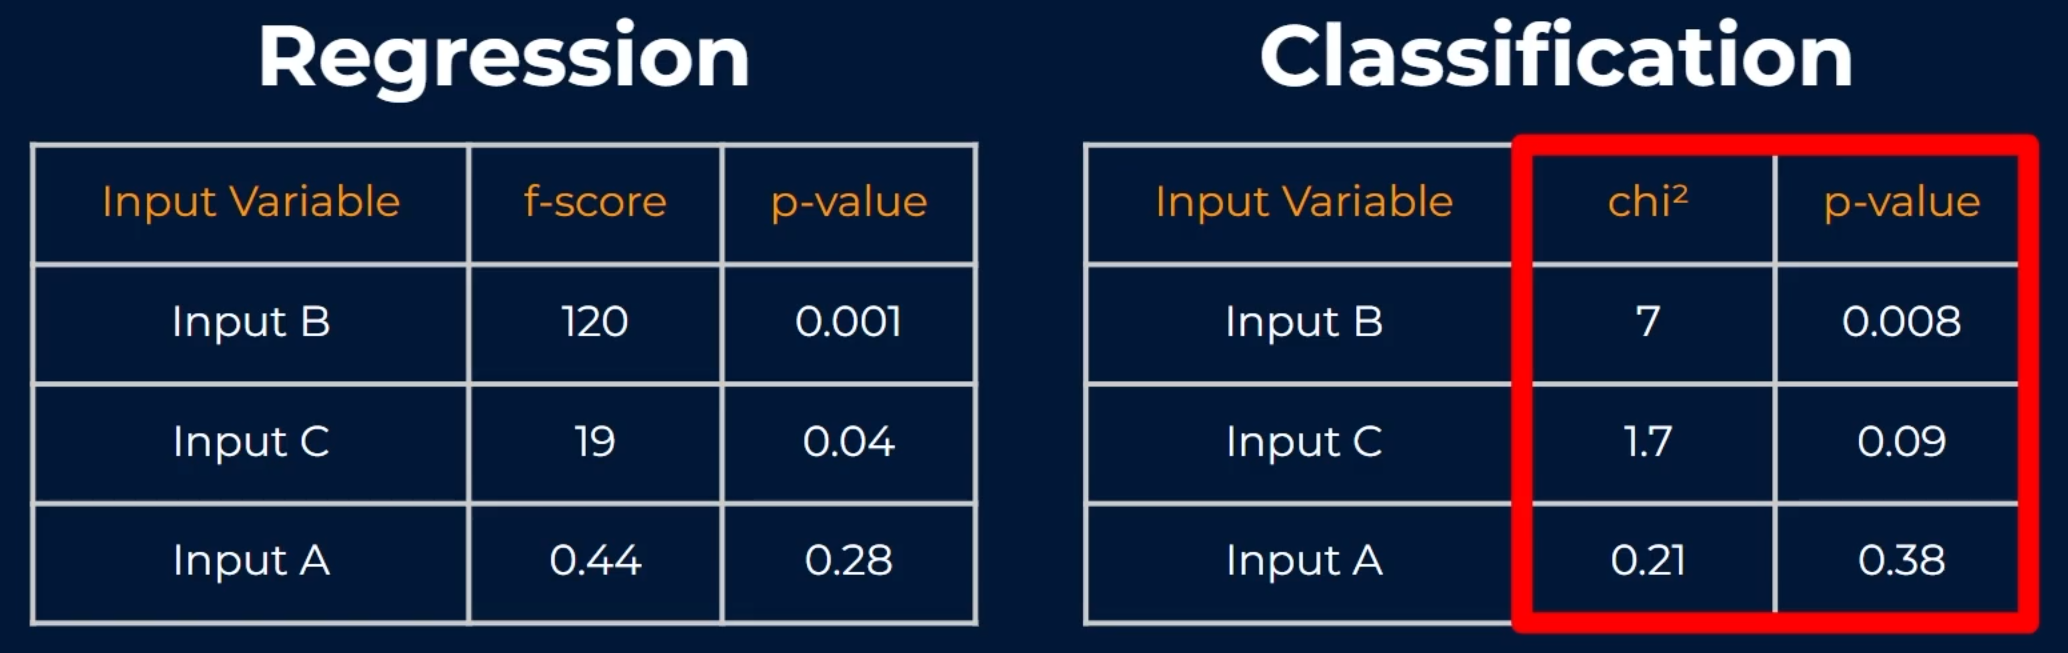 Regression
Input Variable f-score p-value
Input B 120 0.001
Input C 19 0.04
Input A 0.44 0.28
Classification
Input Variable chi² p-value
Input B 7 0.008
Input C 1.7 0.09
Input A 0.21 0.38